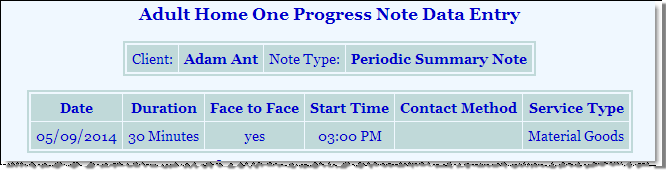 Adult Home One Progress Note Data Entry
Client: Adam Ant Note Type: Periodic Summary Note
Date Duration Face to Face Start Time Contact Method Service Type
05/09/2014 30 Minutes yes 03:00 PM Material Goods